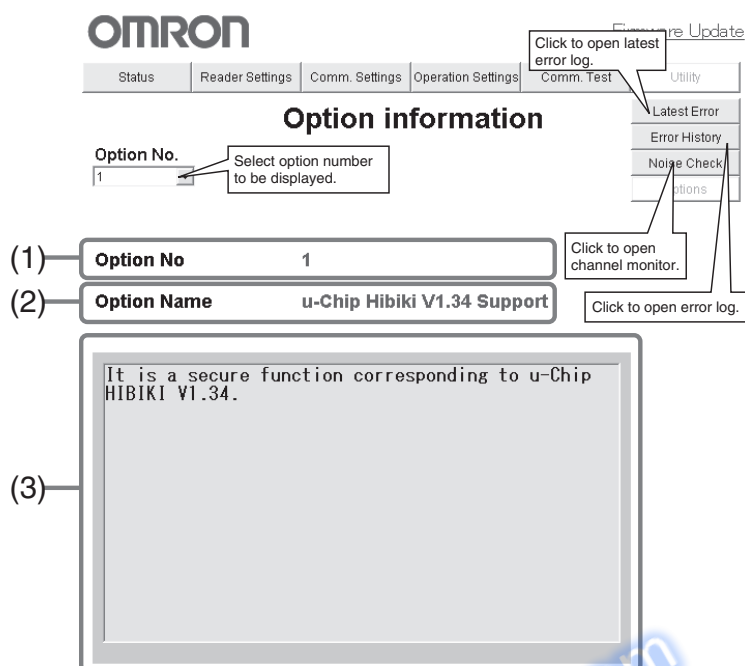 OMRON
Firmware Update
Click to open latest
error log.
Status
Reader Settings
Comm. Settings
Operation Settings
Comm. Test
Utility
Option information
Latest Error
Error History
Noise Check
Options
Option No.
1
Select option number
to be displayed.
Click to open
channel monitor.
Click to open error log.
(1)
Option No 1
(2)
Option Name u-Chip Hibiki V1.34 Support
(3)
It is a secure function corresponding to u-Chip
HIBIKI V1.34.